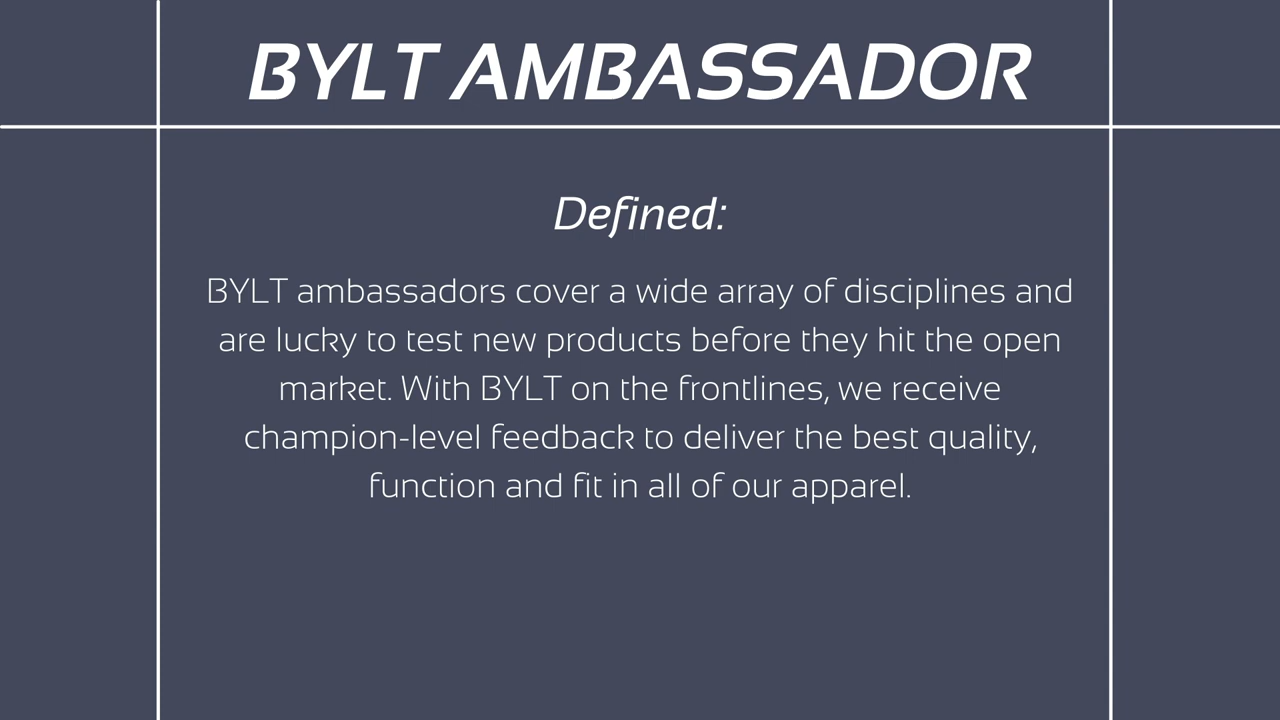 BYLT AMBASSADOR
Defined:
BYLT ambassadors cover a wide array of disciplines and
are lucky to test new products before they hit the open
market. With BYLT on the frontlines, we receive
champion-level feedback to deliver the best quality,
function and fit in all of our apparel.